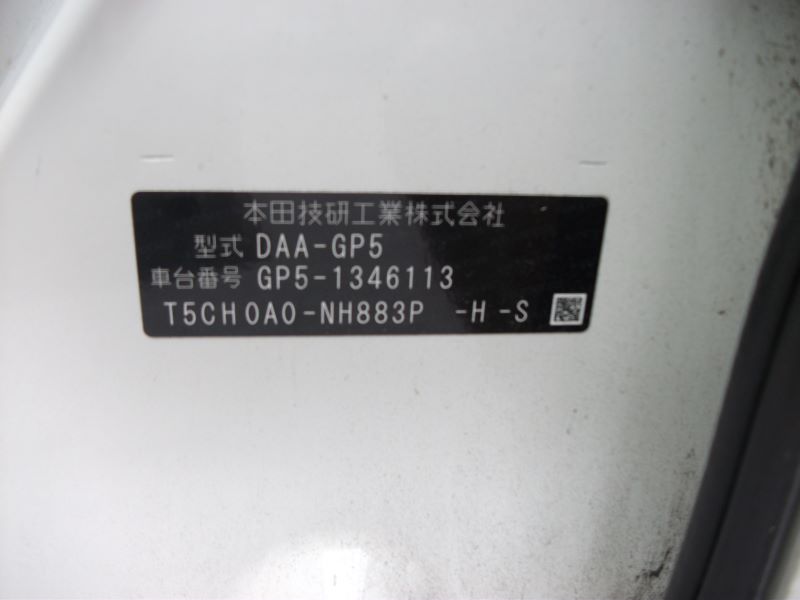 本田技研工業株式会社
型式 DAA-GP5
車台番号 GP5-1346113
T5CH0A0-NH883P -H -S